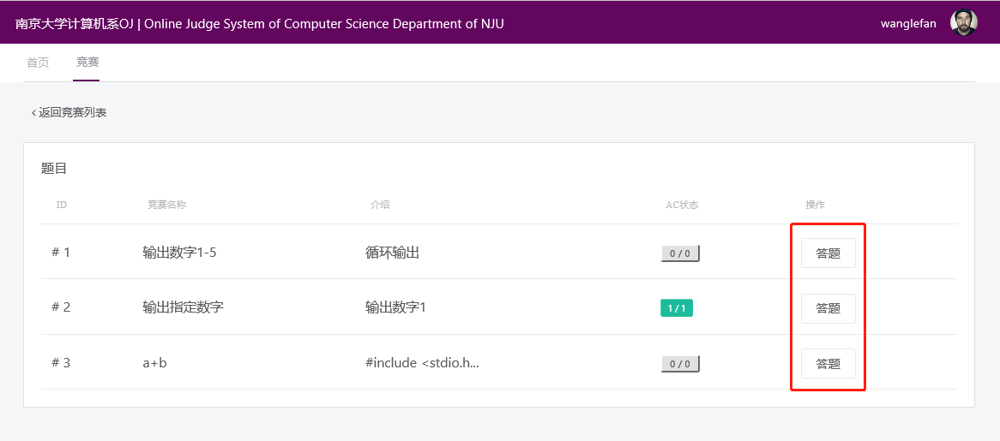 南京大学计算机系OJ | Online Judge System of Computer Science Department of NJU wanglefan
首页 竞赛
‹ 返回竞赛列表
题目
ID 竞赛名称 介绍 AC状态 操作
# 1 输出数字1-5 循环输出 0 / 0 答题
# 2 输出指定数字 输出数字1 1 / 1 答题
# 3 a+b #include <stdio.h... 0 / 0 答题